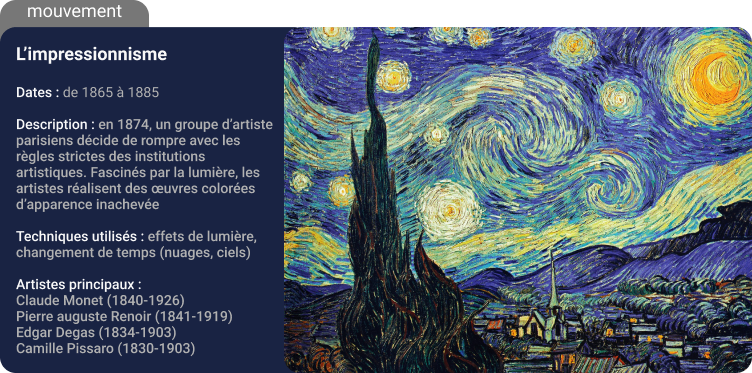 mouvement
L’impressionnisme
Dates : de 1865 à 1885
Description : en 1874, un groupe d’artiste
parisiens décide de rompre avec les
règles strictes des institutions
artistiques. Fascinés par la lumière, les
artistes réalisent des œuvres colorées
d’apparence inachevée
Techniques utilisés : effets de lumière,
changement de temps (nuages, ciels)
Artistes principaux :
Claude Monet (1840-1926)
Pierre auguste Renoir (1841-1919)
Edgar Degas (1834-1903)
Camille Pissaro (1830-1903)